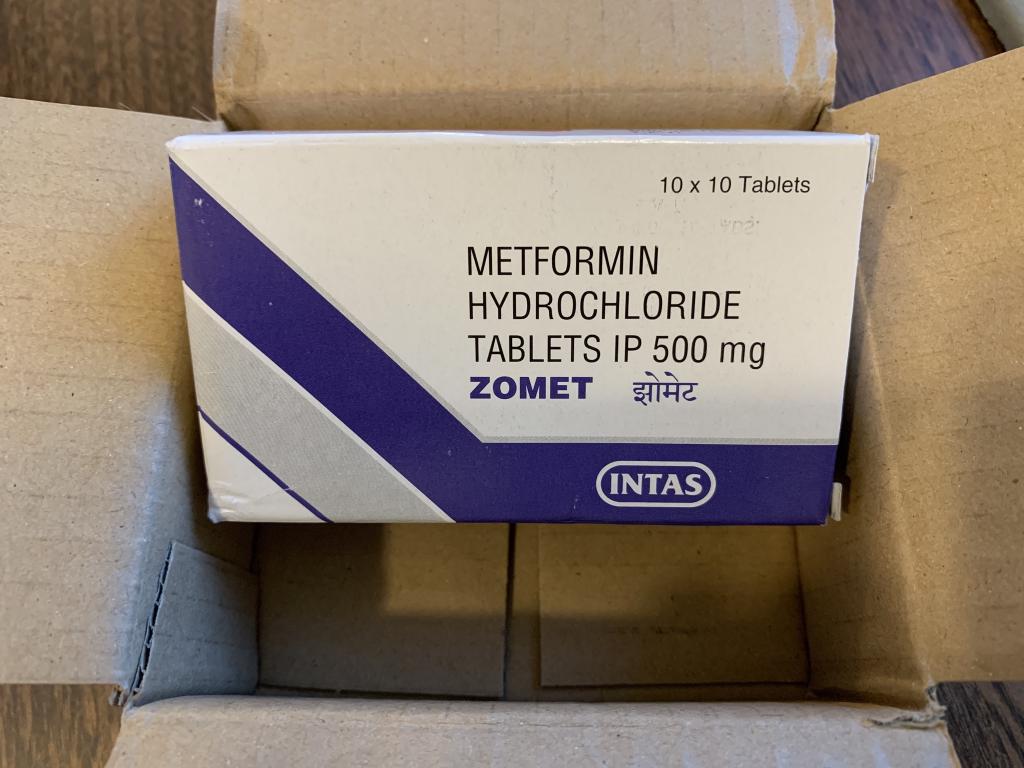 10 x 10 Tablets
METFORMIN
HYDROCHLORIDE
TABLETS IP 500 mg
ZOMET झोमेट
INTAS